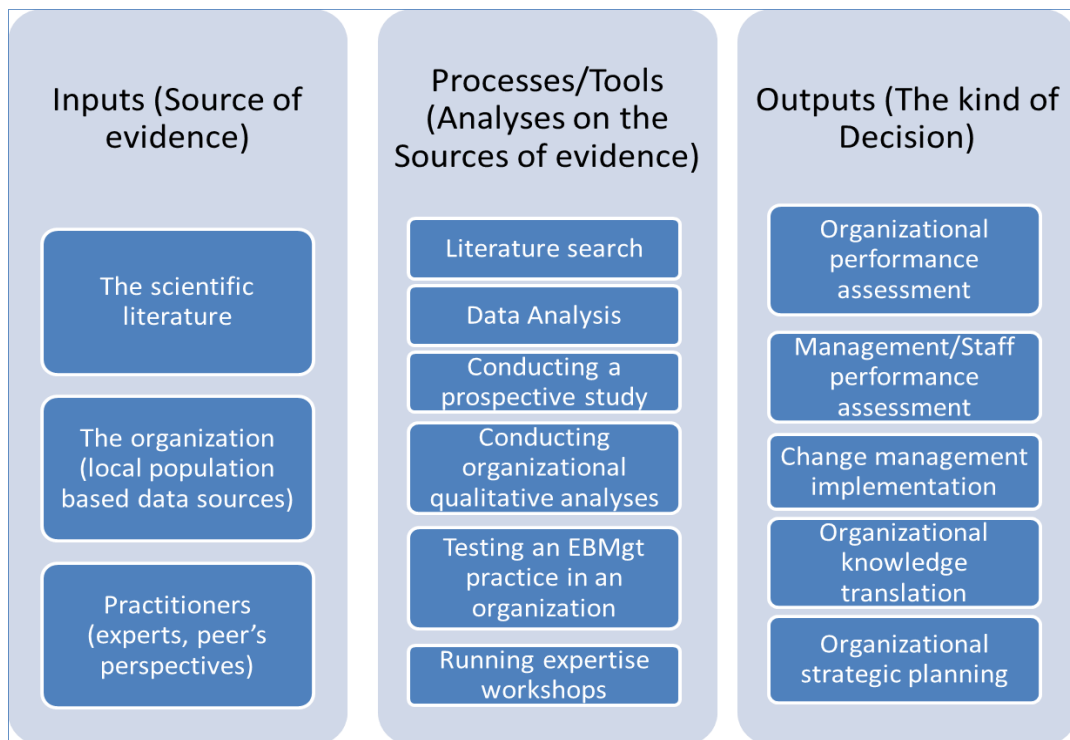 Inputs (Source of
evidence)
The scientific
literature
The organization
(local population
based data sources)
Practitioners
(experts, peer’s
perspectives)
Processes/Tools
(Analyses on the
Sources of evidence)
Literature search
Data Analysis
Conducting a
prospective study
Conducting
organizational
qualitative analyses
Testing an EBMgt
practice in an
organization
Running expertise
workshops
Outputs (The kind of
Decision)
Organizational
performance
assessment
Management/Staff
performance
assessment
Change management
implementation
Organizational
knowledge
translation
Organizational
strategic planning